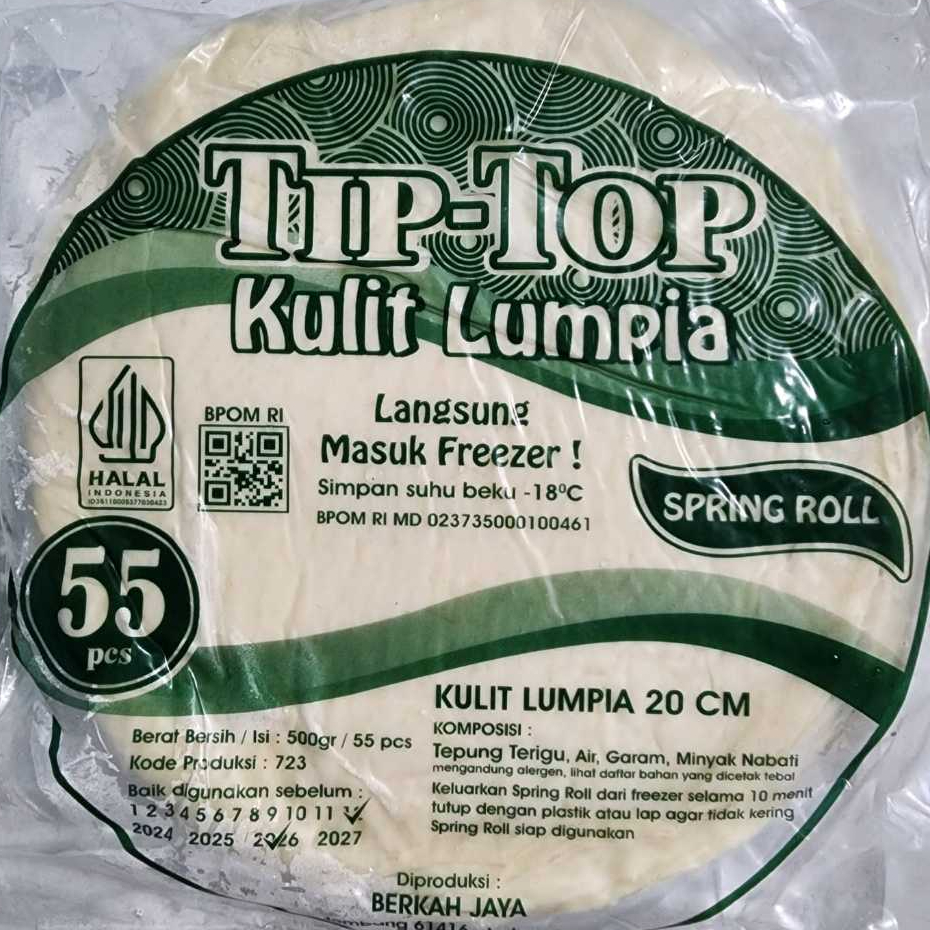 TIP-TOP
Kulit Lumpia
HALAL
INDONESIA
BPOM RI
Langsung
Masuk Freezer !
Simpan suhu beku -18ºC
BPOM RI MD 023735000100461
SPRING ROLL
55
pcs
Berat Bersih / Isi : 500gr / 55 pcs
Kode Produksi : 723
Baik digunakan sebelum :
1 2 3 4 5 6 7 8 9 10 11
2024 2025 2026 2027
KULIT LUMPIA 20 CM
KOMPOSISI :
Tepung Terigu, Air, Garam, Minyak Nabati
mengandung alergen, lihat daftar bahan yang dicetak tebal
Keluarkan Spring Roll dari freezer selama 10 menit
tutup dengan plastik atau lap agar tidak kering
Spring Roll siap digunakan
Diproduksi :
BERKAH JAYA
61416